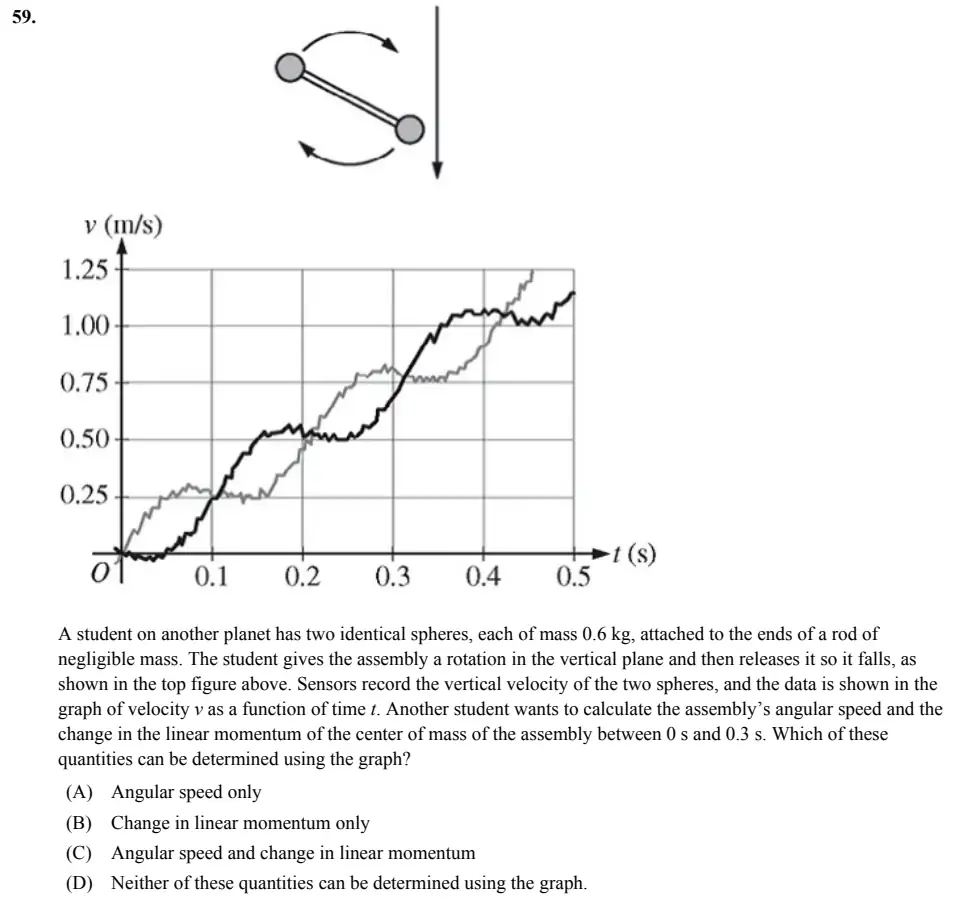 59.
v (m/s)
1.25
1.00
0.75
0.50
0.25
O
0.1 0.2 0.3 0.4 0.5
t (s)
A student on another planet has two identical spheres, each of mass 0.6 kg, attached to the ends of a rod of
negligible mass. The student gives the assembly a rotation in the vertical plane and then releases it so it falls, as
shown in the top figure above. Sensors record the vertical velocity of the two spheres, and the data is shown in the
graph of velocity v as a function of time t. Another student wants to calculate the assembly’s angular speed and the
change in the linear momentum of the center of mass of the assembly between 0 s and 0.3 s. Which of these
quantities can be determined using the graph?
(A) Angular speed only
(B) Change in linear momentum only
(C) Angular speed and change in linear momentum
(D) Neither of these quantities can be determined using the graph.